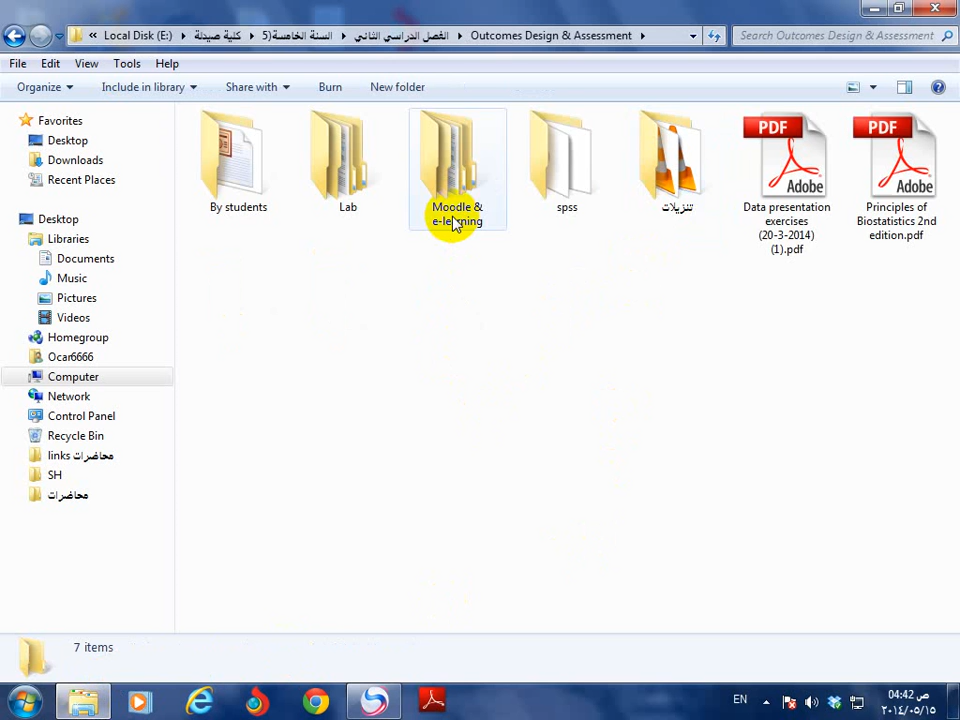 « Local Disk (E:) ▸ كلية صيدلة ▸ السنة الخامسة(5 ▸ الفصل الدراسي الثاني ▸ Outcomes Design & Assessment ▸
Search Outcomes Design & Assessment
File Edit View Tools Help
Organize Include in library Share with Burn New folder
Favorites
Desktop
Downloads
Recent Places
Desktop
Libraries
Documents
Music
Pictures
Videos
Homegroup
Ocar6666
Computer
Network
Control Panel
Recycle Bin
محاضرات links
SH
محاضرات
By students
Lab
Moodle &
e-learning
spss
تنزيلات
PDF
Adobe
Data presentation
exercises
(20-3-2014)
(1).pdf
PDF
Adobe
Principles of
Biostatistics 2nd
edition.pdf
7 items
EN
04:42 ص
٢٠١٤/٠٥/١٥